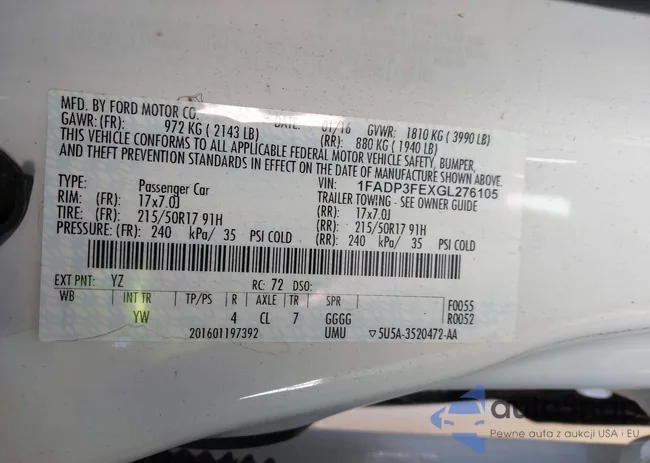 MFD. BY FORD MOTOR CO. DATE: 01/16 GVWR: 1810 KG ( 3990 LB)
GAWR: (FR): 972 KG ( 2143 LB) (RR): 880 KG ( 1940 LB)
THIS VEHICLE CONFORMS TO ALL APPLICABLE FEDERAL MOTOR VEHICLE SAFETY, BUMPER,
AND THEFT PREVENTION STANDARDS IN EFFECT ON THE DATE OF MANUFACTURE SHOWN ABOVE.
VIN: 1FADP3FEXGL276105
TYPE: Passenger Car TRAILER TOWING - SEE OWNER GUIDE
RIM: (FR): 17x7.0J (RR): 17x7.0J
TIRE: (FR): 215/50R17 91H (RR): 215/50R17 91H
PRESSURE: (FR): 240 kPa/ 35 PSI COLD (RR): 240 kPa/ 35 PSI COLD
EXT PNT: YZ RC: 72 DSO:
WB INT TR TP/PS R AXLE TR SPR F0055
YW 4 CL 7 GGGG R0052
201601197392 UMU ▽5U5A-3520472-AA
Pewne auta z aukcji USA i EU